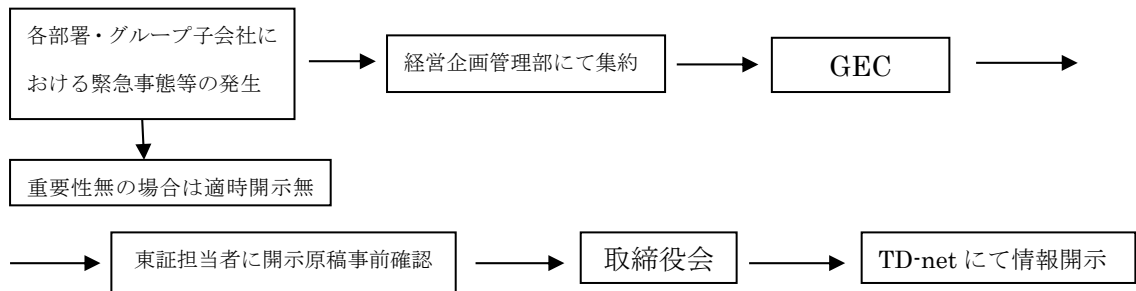 各部署・グループ子会社に
おける緊急事態等の発生
経営企画管理部にて集約
GEC
重要性無の場合は適時開示無
東証担当者に開示原稿事前確認
取締役会
TD-net にて情報開示